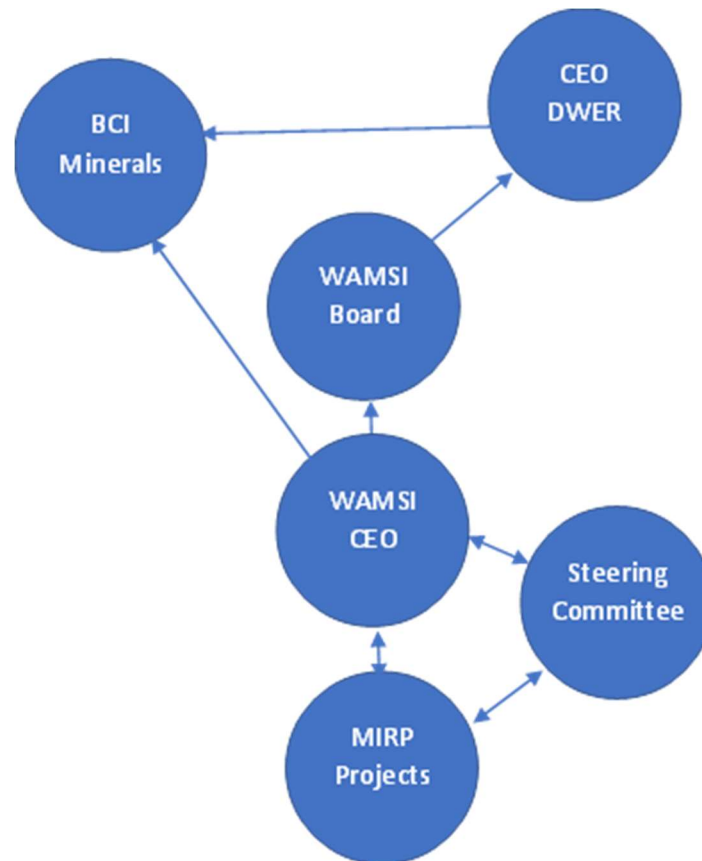 CEO
DWER
BCI
Minerals
WAMSI
Board
WAMSI
CEO
Steering
Committee
MIRP
Projects